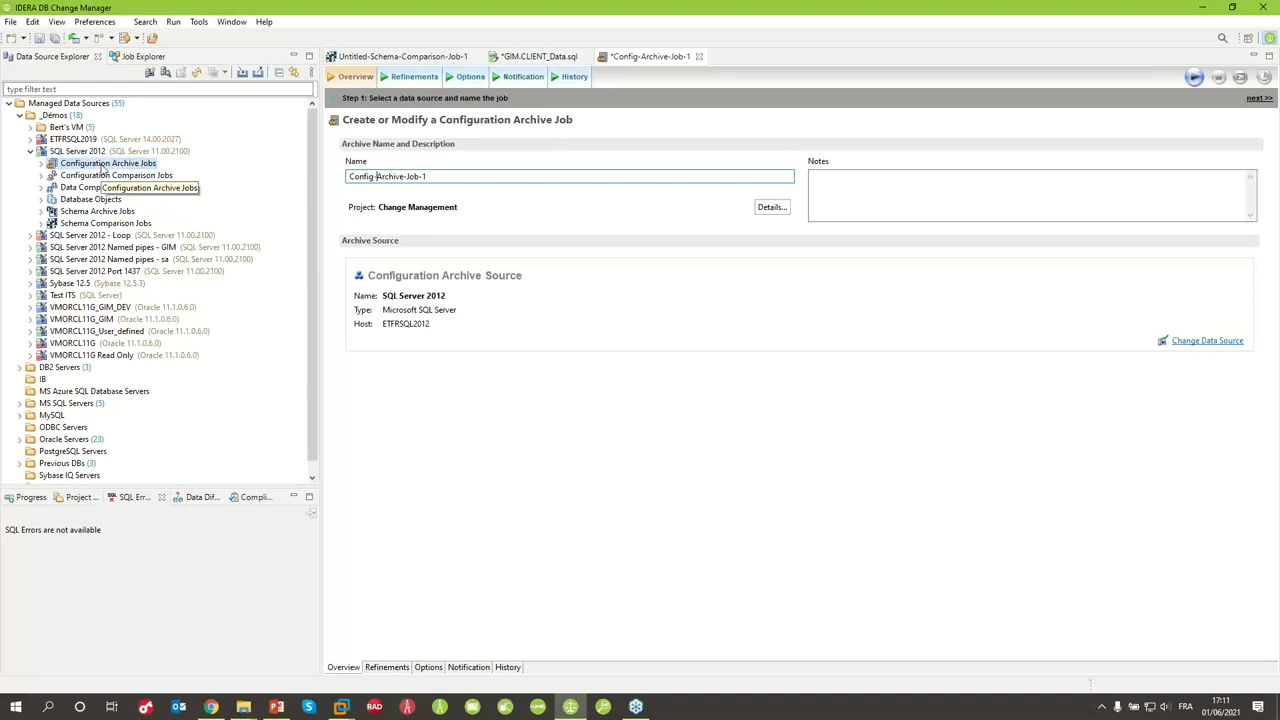 IDERA DB Change Manager
File Edit View Preferences Search Run Tools Window Help
Data Source Explorer Job Explorer
type filter text
Managed Data Sources (55)
_Démos (18)
Bert's VM (5)
ETFRSQL2019 (SQL Server 14.00.2027)
SQL Server 2012 (SQL Server 11.00.2100)
Configuration Archive Jobs
Configuration Comparison Jobs
Data Comp
Configuration Archive Jobs
Database Objects
Schema Archive Jobs
Schema Comparison Jobs
SQL Server 2012 - Loop (SQL Server 11.00.2100)
SQL Server 2012 Named pipes - GIM (SQL Server 11.00.2100)
SQL Server 2012 Named pipes - sa (SQL Server 11.00.2100)
SQL Server 2012 Port 1437 (SQL Server 11.00.2100)
Sybase 12.5 (Sybase 12.5.3)
Test ITS (SQL Server)
VMORCL11G_GIM_DEV (Oracle 11.1.0.6.0)
VMORCL11G_GIM (Oracle 11.1.0.6.0)
VMORCL11G_User_defined (Oracle 11.1.0.6.0)
VMORCL11G (Oracle 11.1.0.6.0)
VMORCL11G Read Only (Oracle 11.1.0.6.0)
DB2 Servers (3)
IB
MS Azure SQL Database Servers
MS SQL Servers (5)
MySQL
ODBC Servers
Oracle Servers (23)
PostgreSQL Servers
Previous DBs (3)
Sybase IQ Servers
Progress Project ... SQL Err... Data Dif... Compli...
SQL Errors are not available
Untitled-Schema-Comparison-Job-1 *GIM.CLIENT_Data.sql *Config-Archive-Job-1
Overview Refinements Options Notification History
Step 1: Select a data source and name the job next >>
Create or Modify a Configuration Archive Job
Archive Name and Description
Name Notes
Config-Archive-Job-1
Project: Change Management Details...
Archive Source
Configuration Archive Source
Name: SQL Server 2012
Type: Microsoft SQL Server
Host: ETFRSQL2012
Change Data Source
Overview Refinements Options Notification History
RAD
FRA
17:11
01/06/2021